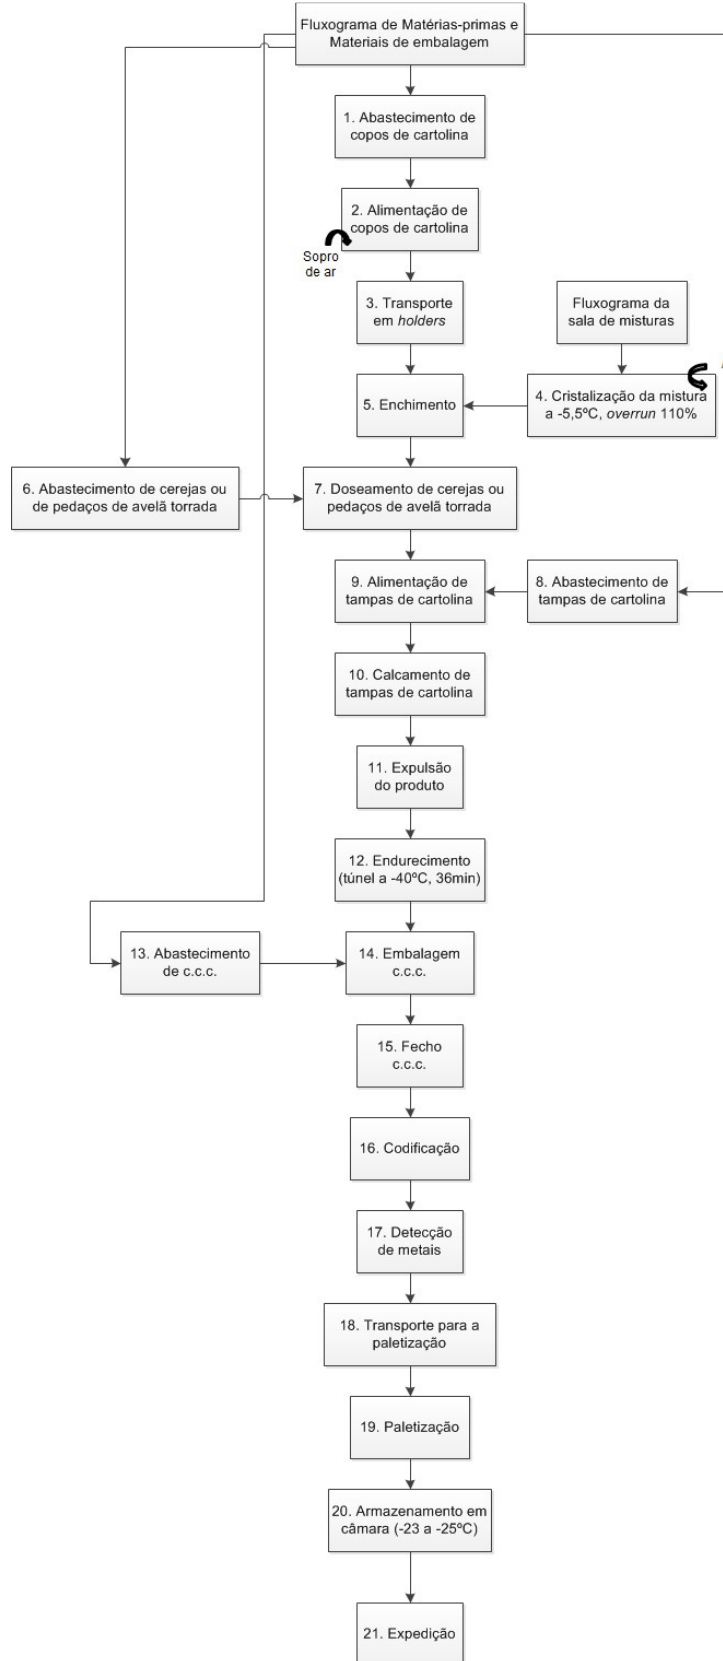 Fluxograma de Matérias-primas e
Materiais de embalagem
1. Abastecimento de
copos de cartolina
2. Alimentação de
copos de cartolina
Sopro
de ar
3. Transporte
em holders
Fluxograma da
sala de misturas
4. Cristalização da mistura
a -5,5ºC, overrun 110%
5. Enchimento
6. Abastecimento de cerejas ou
de pedaços de avelã torrada
7. Doseamento de cerejas ou
pedaços de avelã torrada
8. Abastecimento de
tampas de cartolina
9. Alimentação de
tampas de cartolina
10. Calcamento de
tampas de cartolina
11. Expulsão
do produto
12. Endurecimento
(túnel a -40ºC, 36min)
13. Abastecimento
de c.c.c.
14. Embalagem
c.c.c.
15. Fecho
c.c.c.
16. Codificação
17. Detecção
de metais
18. Transporte para a
paletização
19. Paletização
20. Armazenamento em
câmara (-23 a -25ºC)
21. Expedição